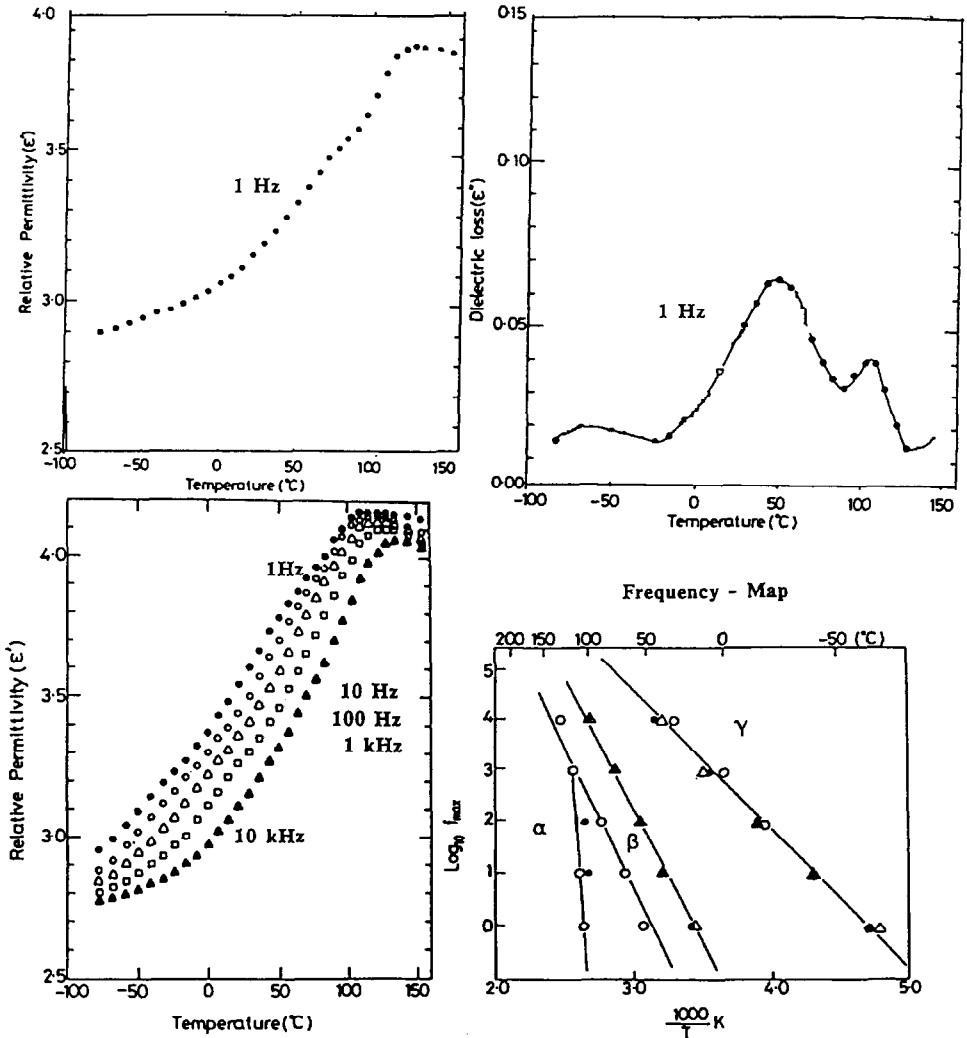 4·0
3·5
3·0
2·5
Relative Permittivity (ε')
1 Hz
-100 -50 0 50 100 150
Temperature (°C)
0·15
0·10
0·05
0·00
Dielectric loss (ε")
1 Hz
-100 -50 0 50 100 150
Temperature (°C)
4·0
3·5
3·0
2·5
Relative Permittivity (ε')
1Hz
10 Hz
100 Hz
1 kHz
10 kHz
-100 -50 0 50 100 150
Temperature (°C)
Frequency - Map
200 150 100 50 0 -50 (°C)
5
4
3
2
1
0
Log10 fmax
α
β
γ
2·0 3·0 4·0 5·0
1000
T K